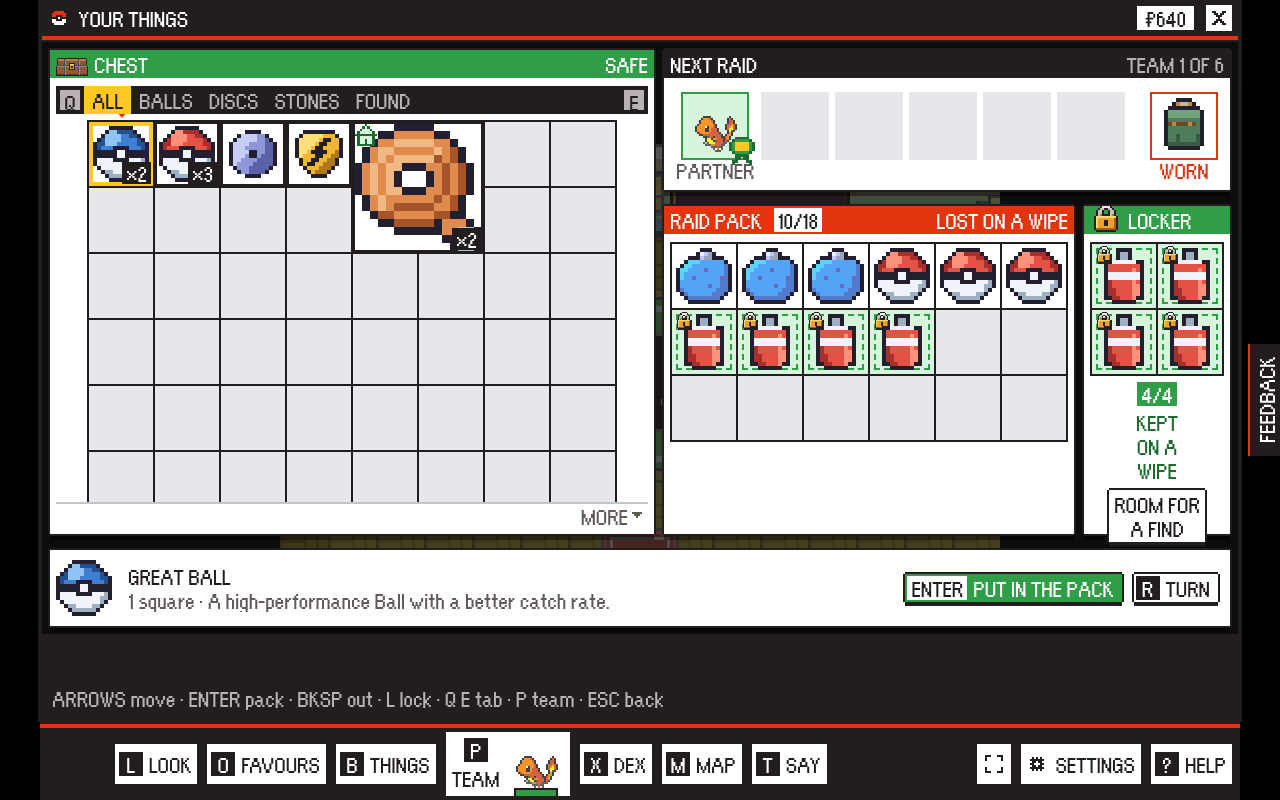 YOUR THINGS
₽640 X
CHEST SAFE
Q ALL BALLS DISCS STONES FOUND E
×2
×3
×2
MORE
NEXT RAID TEAM 1 OF 6
PARTNER WORN
RAID PACK 10/18 LOST ON A WIPE
LOCKER
4/4
KEPT
ON A
WIPE
ROOM FOR
A FIND
FEEDBACK
GREAT BALL
1 square · A high-performance Ball with a better catch rate.
ENTER PUT IN THE PACK R TURN
ARROWS move · ENTER pack · BKSP out · L lock · Q E tab · P team · ESC back
L LOOK O FAVOURS B THINGS P TEAM X DEX M MAP T SAY SETTINGS ? HELP